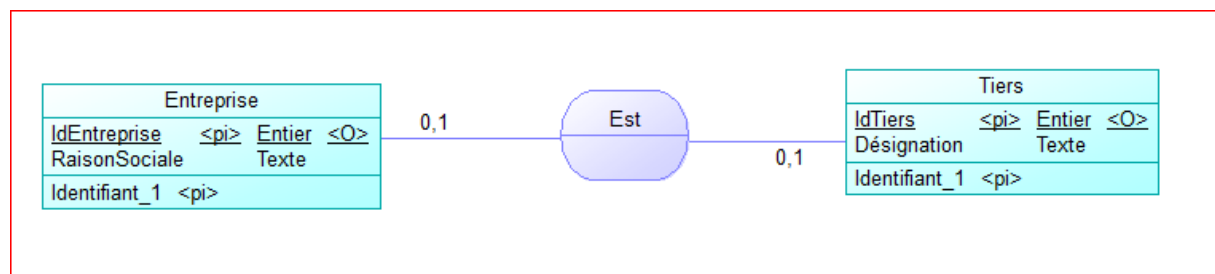 Entreprise
IdEntreprise <pi> Entier <O>
RaisonSociale Texte
Identifiant_1 <pi>
0,1
Est
0,1
Tiers
IdTiers <pi> Entier <O>
Désignation Texte
Identifiant_1 <pi>